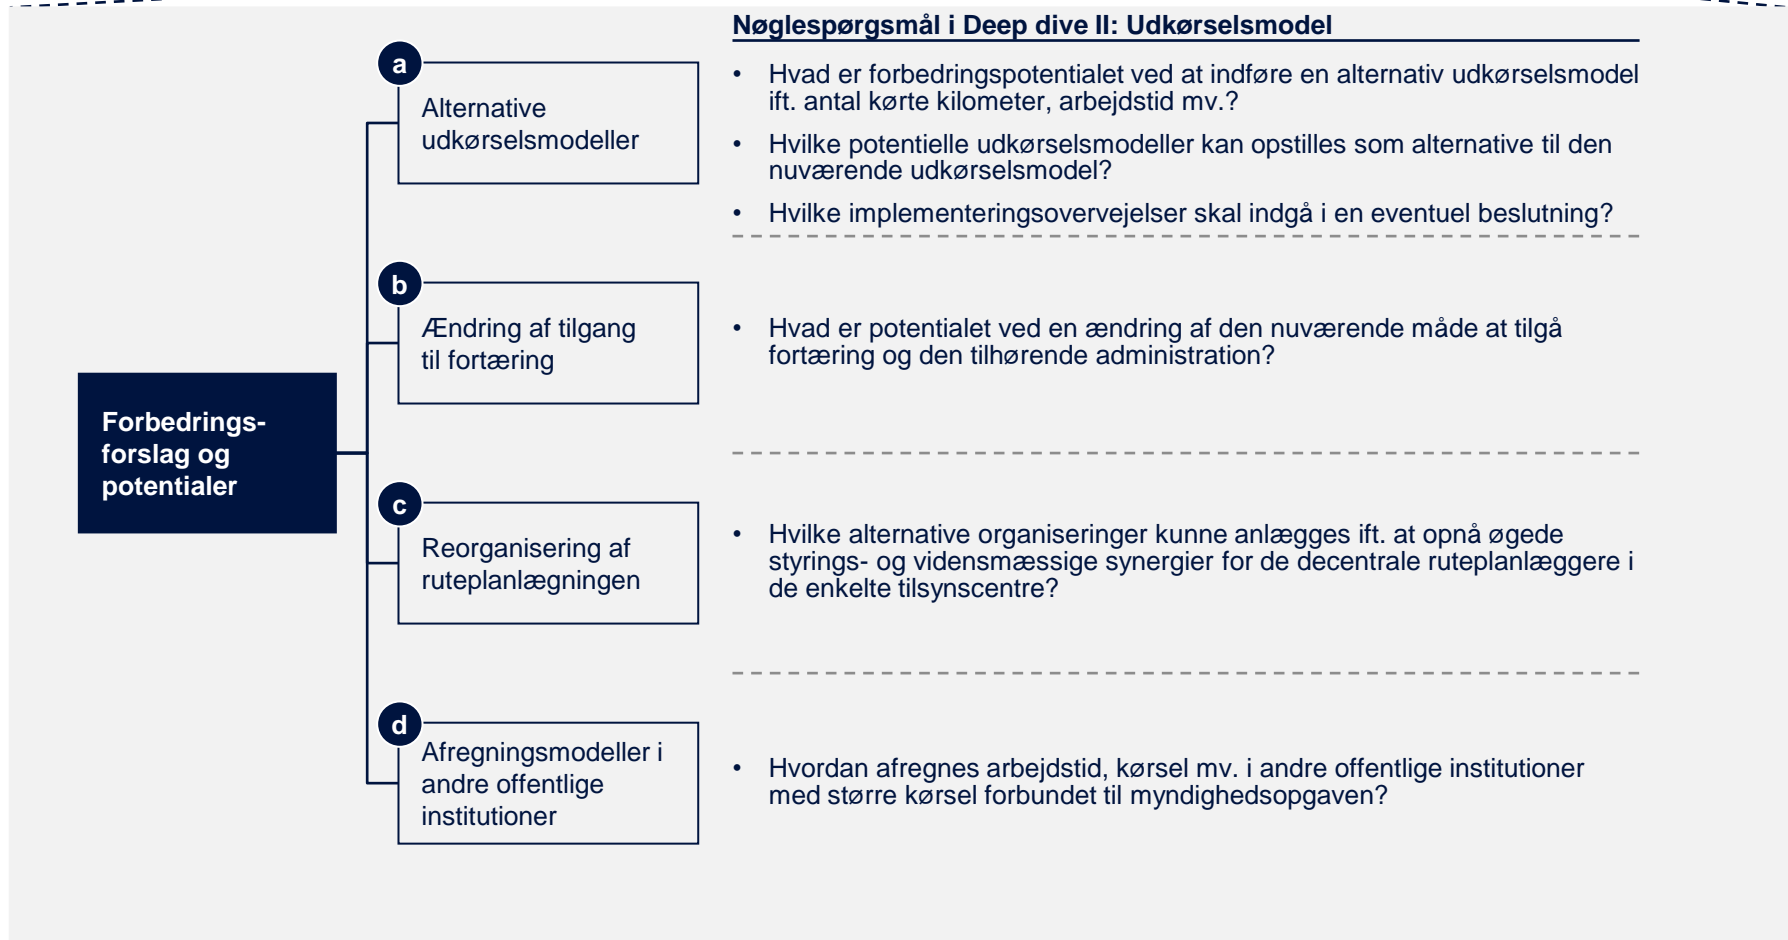 Nøglespørgsmål i Deep dive II: Udkørselsmodel
Forbedrings-
forslag og
potentialer
a
Alternative
udkørselsmodeller
• Hvad er forbedringspotentialet ved at indføre en alternativ udkørselsmodel
ift. antal kørte kilometer, arbejdstid mv.?
• Hvilke potentielle udkørselsmodeller kan opstilles som alternative til den
nuværende udkørselsmodel?
• Hvilke implementeringsovervejelser skal indgå i en eventuel beslutning?
b
Ændring af tilgang
til fortæring
• Hvad er potentialet ved en ændring af den nuværende måde at tilgå
fortæring og den tilhørende administration?
c
Reorganisering af
ruteplanlægningen
• Hvilke alternative organiseringer kunne anlægges ift. at opnå øgede
styrings- og vidensmæssige synergier for de decentrale ruteplanlæggere i
de enkelte tilsynscentre?
d
Afregningsmodeller i
andre offentlige
institutioner
• Hvordan afregnes arbejdstid, kørsel mv. i andre offentlige institutioner
med større kørsel forbundet til myndighedsopgaven?